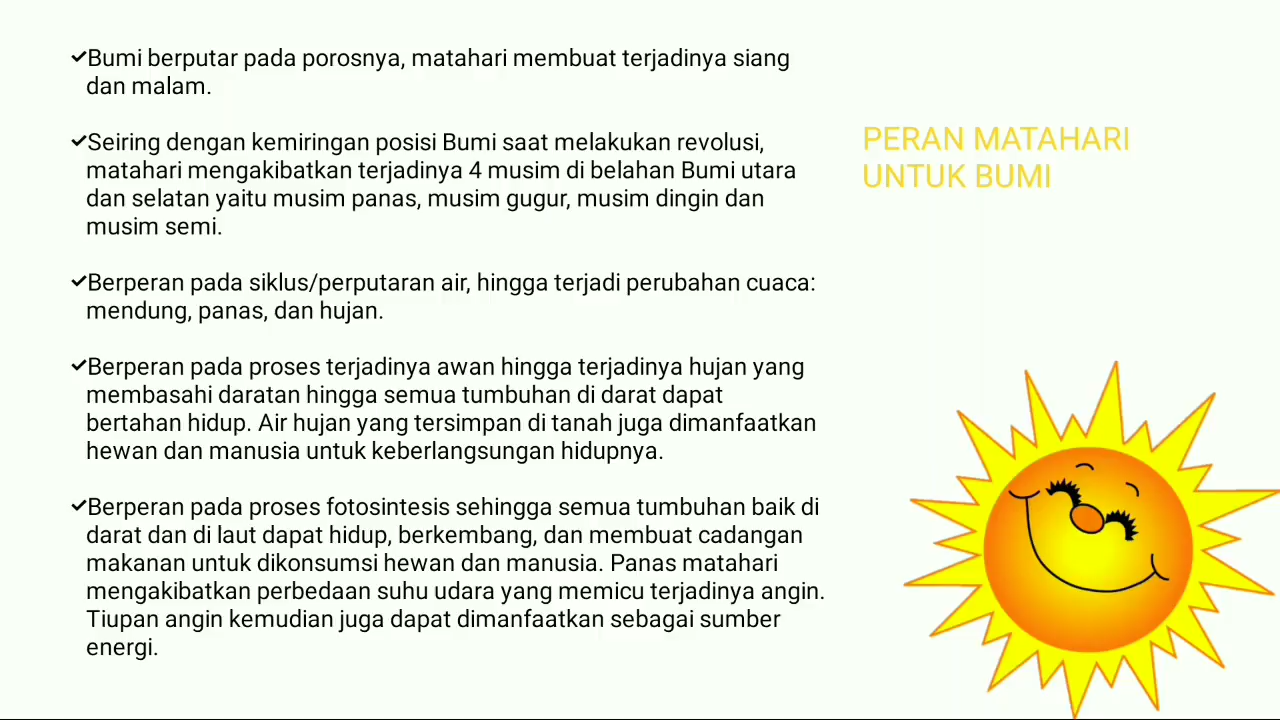 ✔Bumi berputar pada porosnya, matahari membuat terjadinya siang
dan malam.
✔Seiring dengan kemiringan posisi Bumi saat melakukan revolusi,
matahari mengakibatkan terjadinya 4 musim di belahan Bumi utara
dan selatan yaitu musim panas, musim gugur, musim dingin dan
musim semi.
✔Berperan pada siklus/perputaran air, hingga terjadi perubahan cuaca:
mendung, panas, dan hujan.
✔Berperan pada proses terjadinya awan hingga terjadinya hujan yang
membasahi daratan hingga semua tumbuhan di darat dapat
bertahan hidup. Air hujan yang tersimpan di tanah juga dimanfaatkan
hewan dan manusia untuk keberlangsungan hidupnya.
✔Berperan pada proses fotosintesis sehingga semua tumbuhan baik di
darat dan di laut dapat hidup, berkembang, dan membuat cadangan
makanan untuk dikonsumsi hewan dan manusia. Panas matahari
mengakibatkan perbedaan suhu udara yang memicu terjadinya angin.
Tiupan angin kemudian juga dapat dimanfaatkan sebagai sumber
energi.
PERAN MATAHARI
UNTUK BUMI